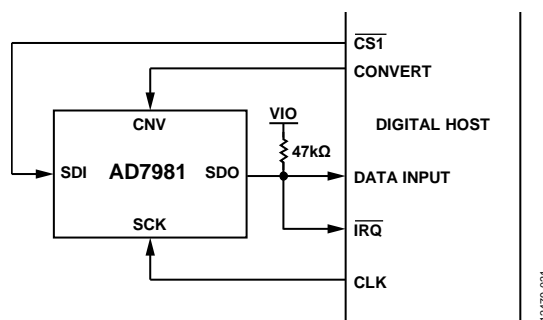 CS1
CONVERT
VIO
CNV
DIGITAL HOST
47kΩ
SDI
AD7981
SDO
DATA INPUT
SCK
IRQ
CLK